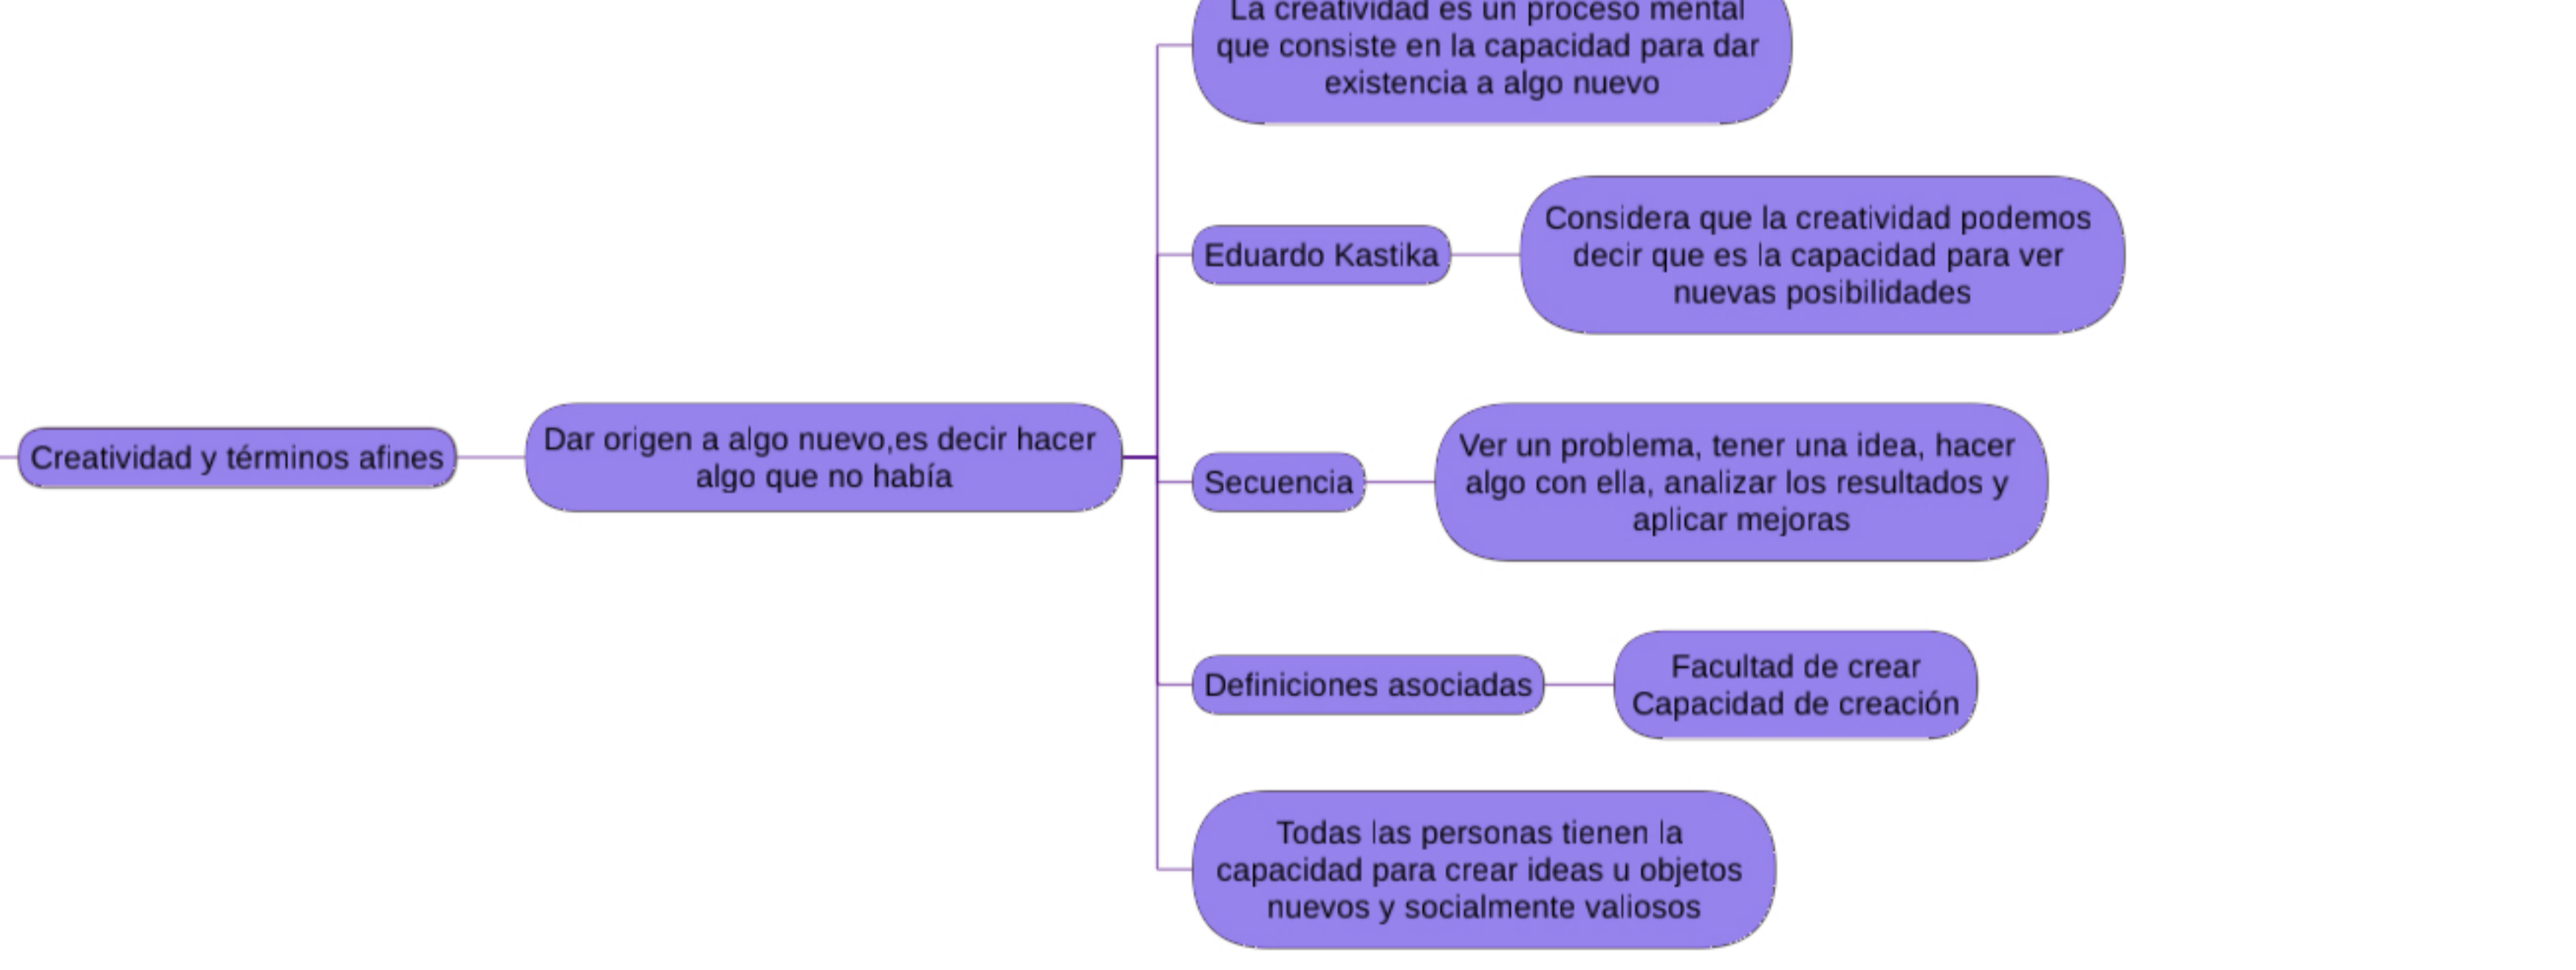 La creatividad es un proceso mental
que consiste en la capacidad para dar
existencia a algo nuevo
Eduardo Kastika
Considera que la creatividad podemos
decir que es la capacidad para ver
nuevas posibilidades
Creatividad y términos afines
Dar origen a algo nuevo,es decir hacer
algo que no había
Secuencia
Ver un problema, tener una idea, hacer
algo con ella, analizar los resultados y
aplicar mejoras
Definiciones asociadas
Facultad de crear
Capacidad de creación
Todas las personas tienen la
capacidad para crear ideas u objetos
nuevos y socialmente valiosos